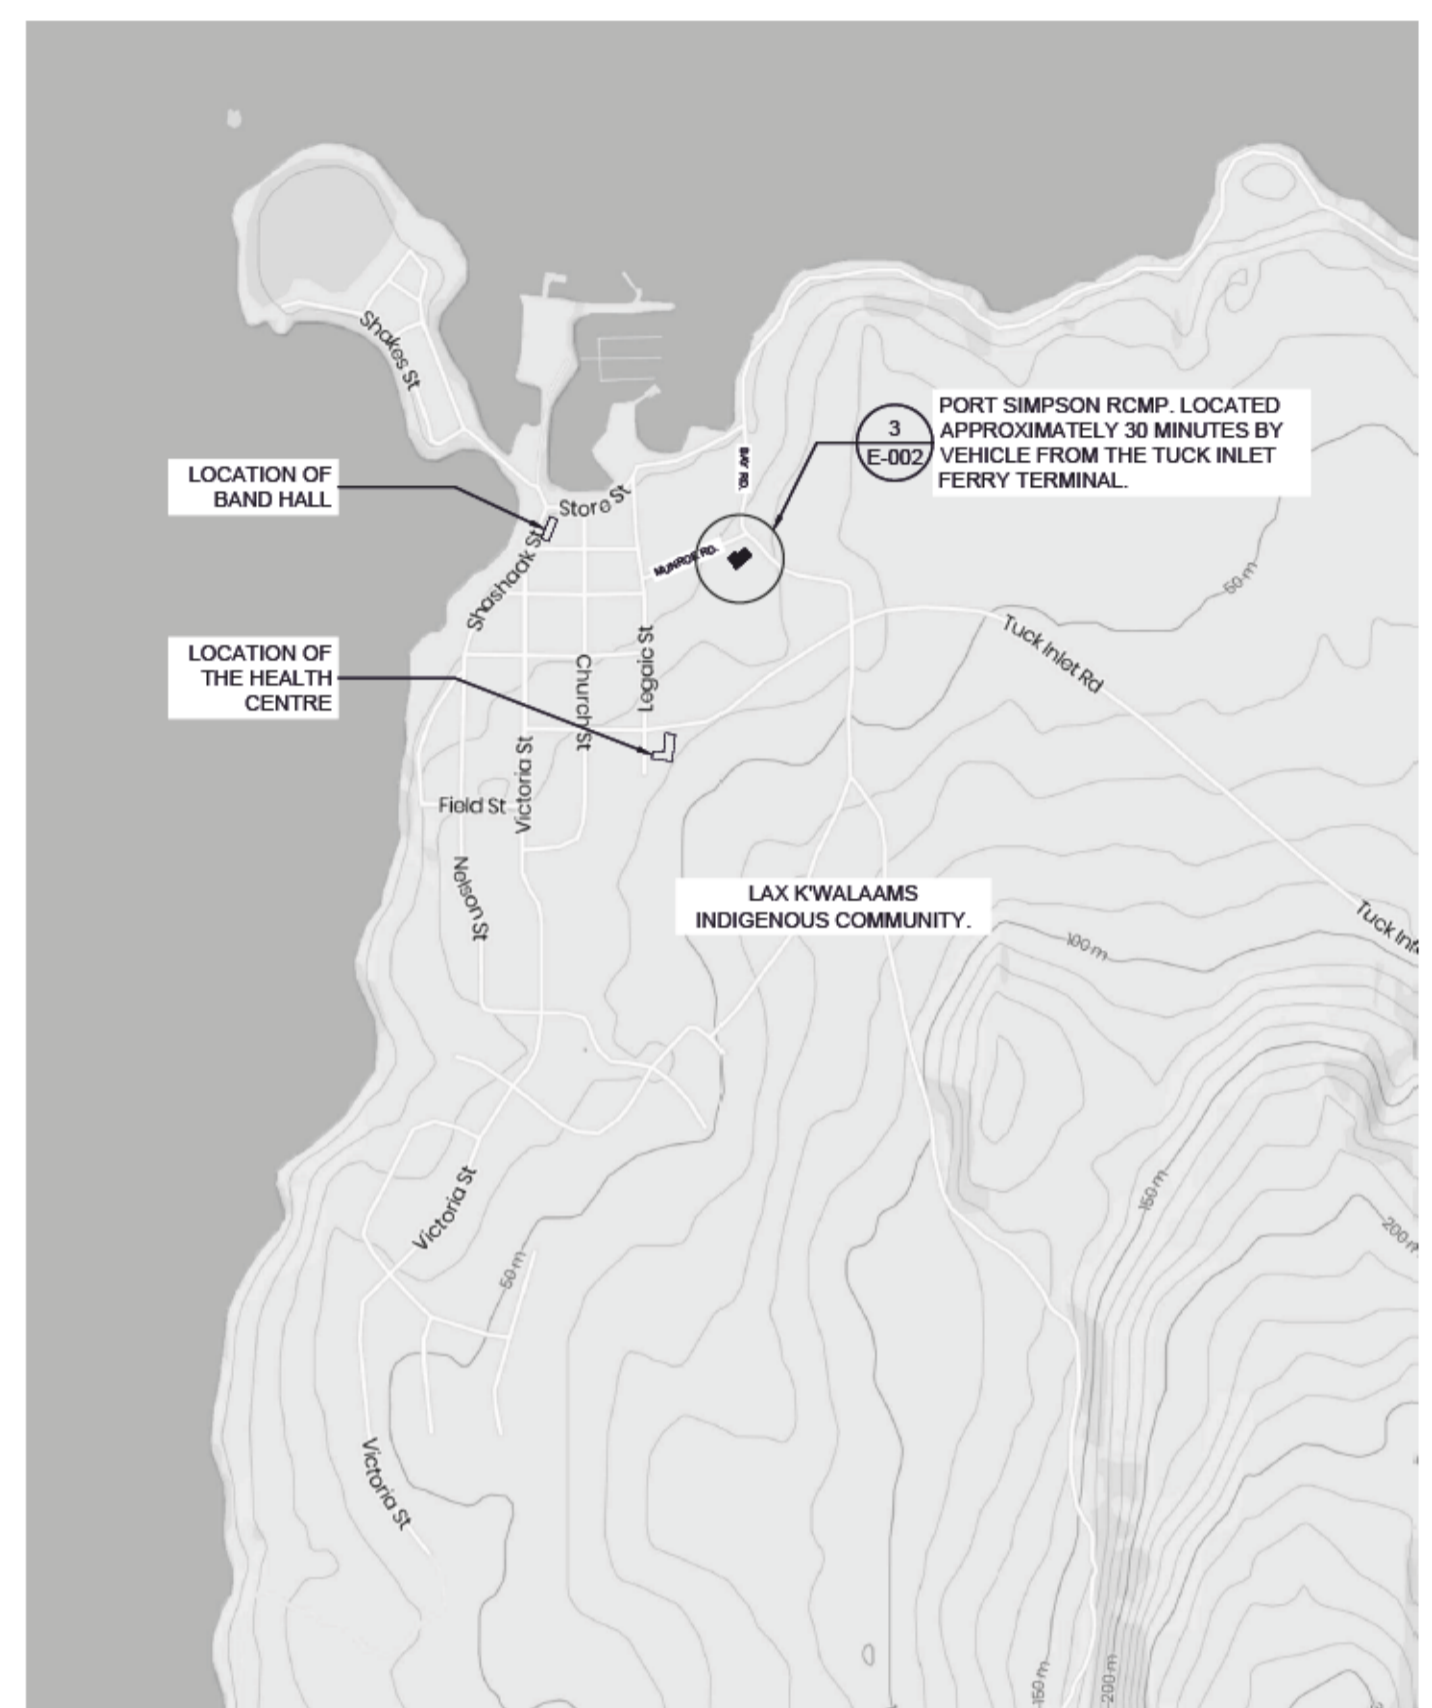 Shakes St
3
E-002
PORT SIMPSON RCMP. LOCATED
APPROXIMATELY 30 MINUTES BY
VEHICLE FROM THE TUCK INLET
FERRY TERMINAL.
BAY RD.
LOCATION OF
BAND HALL
Store St
Shashaak St
MUNROE RD.
50 m
Tuck Inlet Rd
LOCATION OF
THE HEALTH
CENTRE
Legaic St
Church St
Victoria St
Field St
Nelson St
LAX K'WALAAMS
INDIGENOUS COMMUNITY.
Tuck Inle
100 m
Victoria St
150 m
200 m
50 m
Victoria St
150 m
200 m